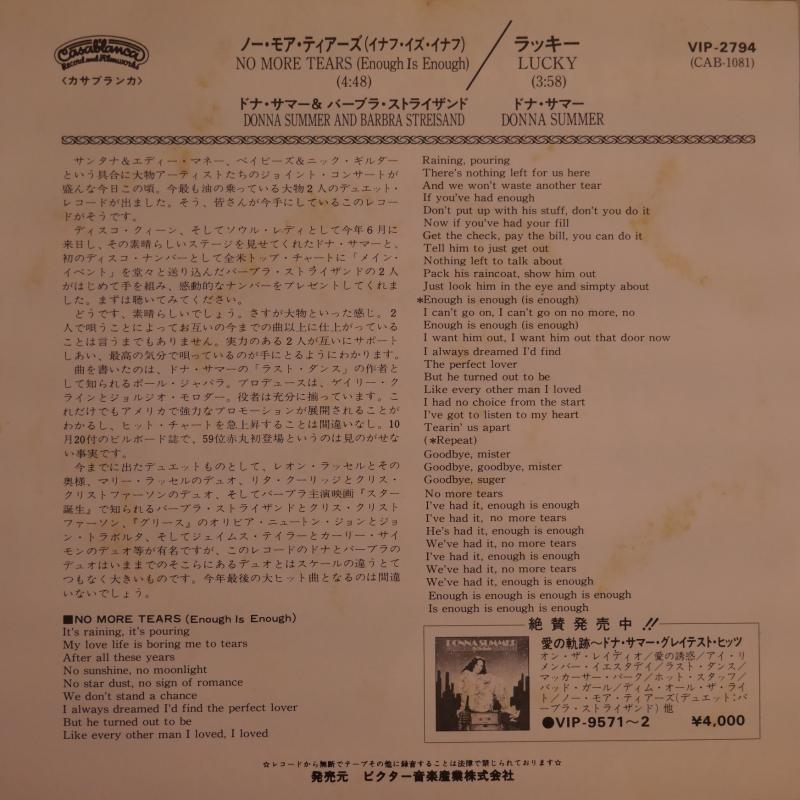 Casablanca
Record and Filmworks
〈カサブランカ〉
ノー・モア・ティアーズ(イナフ・イズ・イナフ)
NO MORE TEARS (Enough Is Enough)
(4:48)
ドナ・サマー&バーブラ・ストライザンド
DONNA SUMMER AND BARBRA STREISAND
ラッキー
LUCKY
(3:58)
ドナ・サマー
DONNA SUMMER
VIP-2794
(CAB-1081)
サンタナ&エディー・マネー、ベイビーズ&ニック・ギルダー
という具合に大物アーティストたちのジョイント・コンサートが
盛んな今日この頃。今最も油の乗っている大物2人のデュエット・
レコードが出ました。そう、皆さんが今手にしているこのレコー
ドがそうです。
ディスコ・クィーン、そしてソウル・レディとして今年6月に
来日し、その素晴らしいステージを見せてくれたドナ・サマーと、
初のディスコ・ナンバーとして全米トップ・チャートに「メイン・
イベント」を堂々と送り込んだバーブラ・ストライザンドの2人
がはじめて手を組み、感動的なナンバーをプレゼントしてくれま
した。まずは聴いてみてください。
どうです、素晴らしいでしょう。さすが大物といった感じ。2
人で唄うことによってお互いの今までの曲以上に仕上がっている
ことは言うまでもありません。実力のある2人が互いにサポート
しあい、最高の気分で唄っているのが手にとるようにわかります。
曲を書いたのは、ドナ・サマーの「ラスト・ダンス」の作者と
して知られるポール・ジャバラ。プロデュースは、ゲイリー・ク
ラインとジョルジオ・モロダー。役者は充分に揃っています。こ
れだけでもアメリカで強力なプロモーションが展開されることが
わかるし、ヒット・チャートを急上昇することは間違いなし。10
月20付のビルボード誌で、59位赤丸初登場というのは見のがせな
い事実です。
今までに出たデュエットものとして、レオン・ラッセルとその
奥様、マリー・ラッセルのデュオ、リタ・クーリッジとクリス・
クリストファーソンのデュオ、そしてバーブラ主演映画『スター
誕生』で知られるバーブラ・ストライザンドとクリス・クリスト
ファーソン、『グリース』のオリビア・ニュートン・ジョンとジョ
ン・トラボルタ、そしてジェイムス・テイラーとカーリー・サイ
モンのデュオ等が有名ですが、このレコードのドナとバーブラの
デュオはいままでのそこらにあるデュオとはスケールの違うとて
つもなく大きいものです。今年最後の大ヒット曲となるのは間違
いないでしょう。
■NO MORE TEARS (Enough Is Enough)
It's raining, it's pouring
My love life is boring me to tears
After all these years
No sunshine, no moonlight
No star dust, no sign of romance
We don't stand a chance
I always dreamed I'd find the perfect lover
But he turned out to be
Like every other man I loved, I loved
Raining, pouring
There's nothing left for us here
And we won't waste another tear
If you've had enough
Don't put up with his stuff, don't you do it
Now if you've had your fill
Get the check, pay the bill, you can do it
Tell him to just get out
Nothing left to talk about
Pack his raincoat, show him out
Just look him in the eye and simpty about
*Enough is enough (is enough)
I can't go on, I can't go on no more, no
Enough is enough (is enough)
I want him out, I want him out that door now
I always dreamed I'd find
The perfect lover
But he turned out to be
Like every other man I loved
I had no choice from the start
I've got to listen to my heart
Tearin' us apart
(*Repeat)
Goodbye, mister
Goodbye, goodbye, mister
Goodbye, suger
No more tears
I've had it, enough is enough
I've had it, no more tears
He's had it, enough is enough
We've had it, no more tears
I've had it, enough is enough
We've had it, no more tears
We've had it, enough is enough
Enough is enough is enough is enough
Is enough is enough is enough
絶賛発売中!!
DONNA SUMMER
愛の軌跡~ドナ・サマー・グレイテスト・ヒッツ
オン・ザ・レイディオ/愛の誘惑/アイ・リ
メンバー・イエスタデイ/ラスト・ダンス/
マッカーサー・パーク/ホット・スタッフ/
バッド・ガール/ディム・オール・ザ・ライ
ト/ノー・モア・ティアーズ(デュエット:バ
ーブラ・ストライザンド) 他
●VIP-9571~2 ¥4,000
☆レコードから無断でテープその他に録音することは法律で禁じられております☆
発売元 ビクター音楽産業株式会社